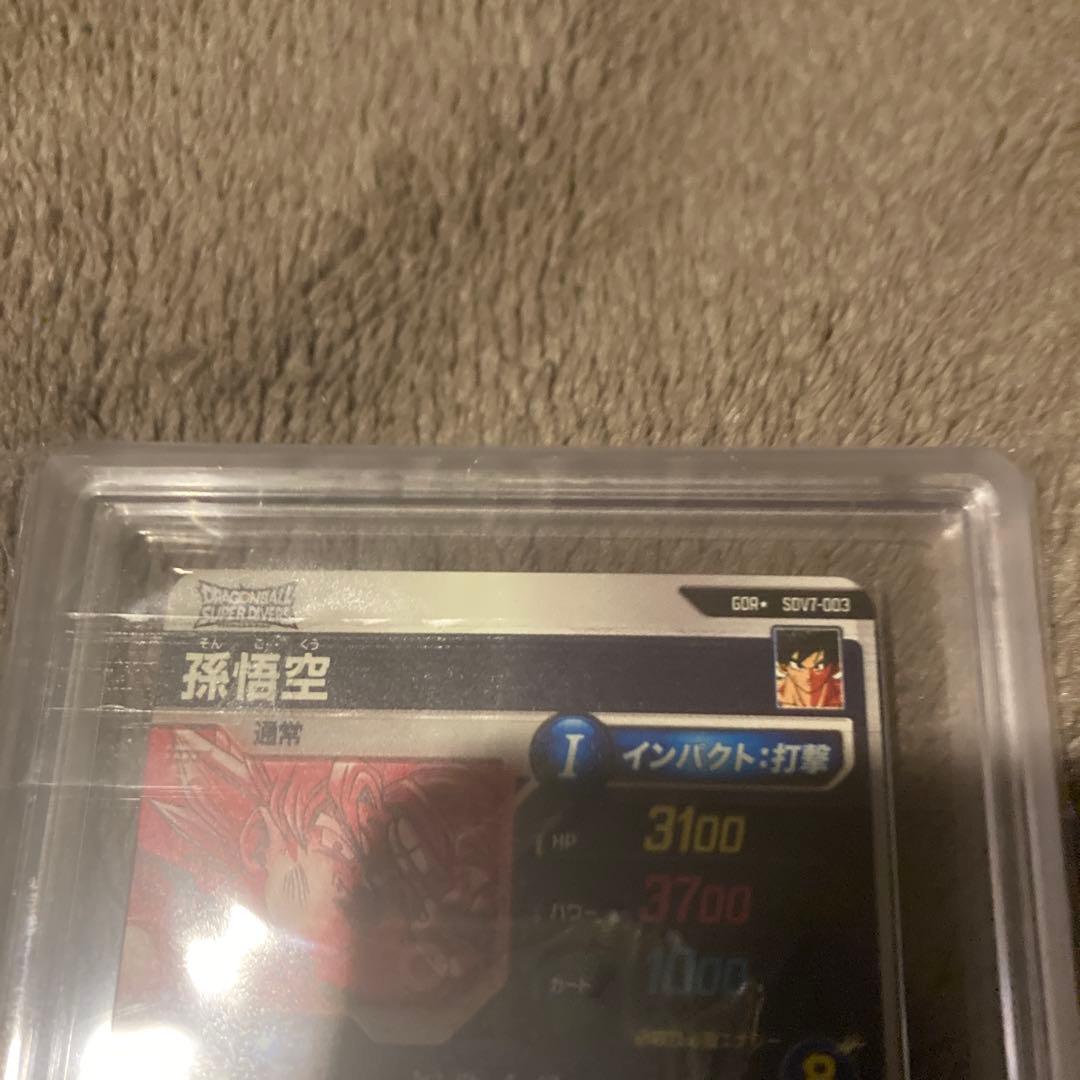 DRAGONBALL
SUPER DIVERS
GDR★ SDV7-003
そん ご くう
孫悟空
通常
I インパクト:打撃
HP 3100
パワー 3700
ガード 1000